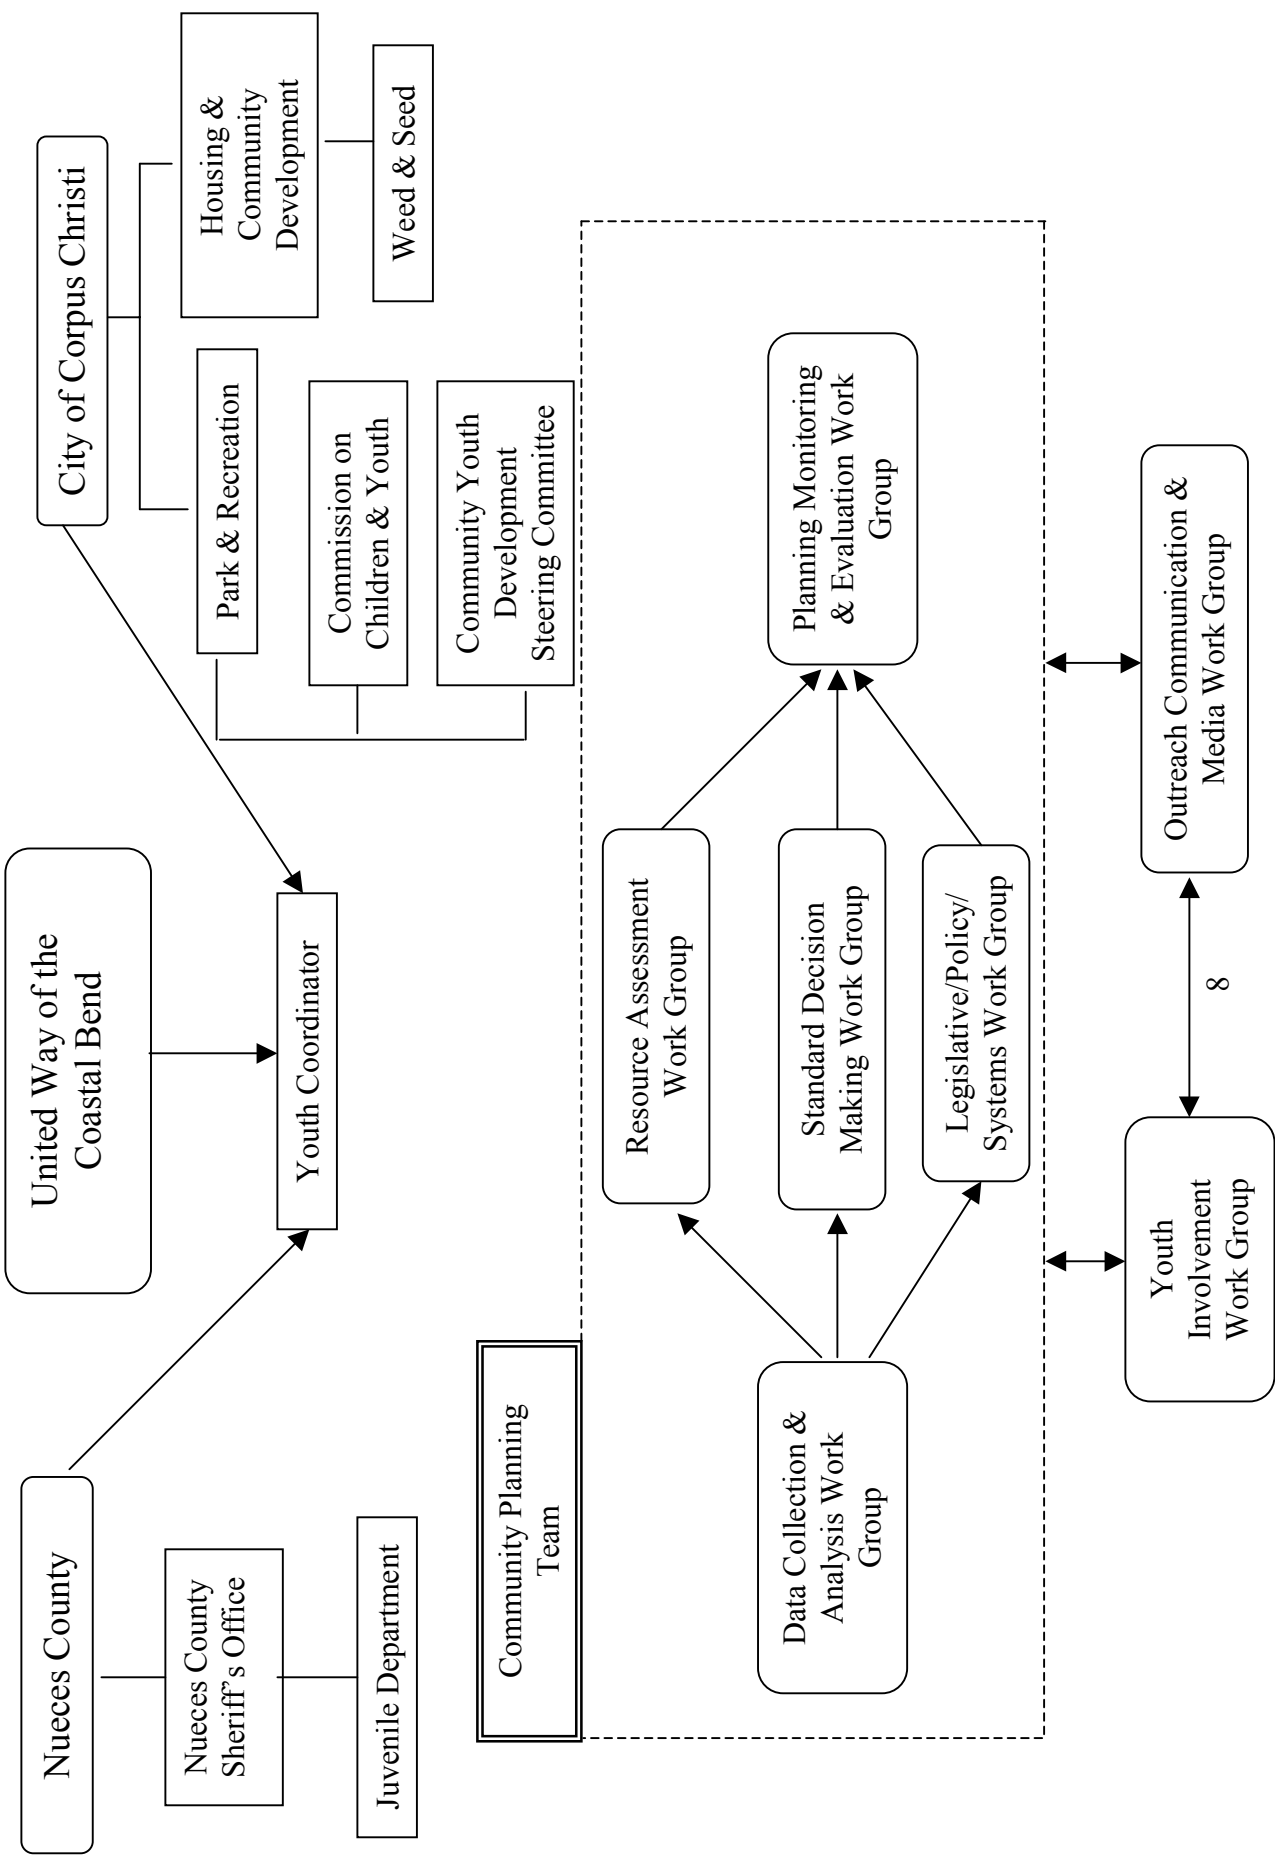 Nueces County
Nueces County
Sheriff's Office
Juvenile Department
United Way of the
Coastal Bend
Youth Coordinator
City of Corpus Christi
Park & Recreation
Commission on
Children & Youth
Community Youth
Development
Steering Committee
Housing &
Community
Development
Weed & Seed
Community Planning
Team
Data Collection &
Analysis Work
Group
Resource Assessment
Work Group
Standard Decision
Making Work Group
Legislative/Policy/
Systems Work Group
Planning Monitoring
& Evaluation Work
Group
Youth
Involvement
Work Group
Outreach Communication &
Media Work Group
8